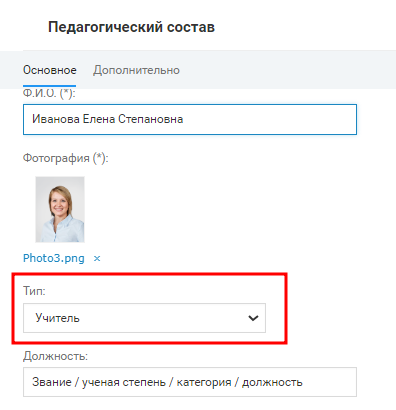 Педагогический состав
Основное Дополнительно
Ф.И.О. (*):
Иванова Елена Степановна
Фотография (*):
Photo3.png ×
Тип:
Учитель
Должность:
Звание / ученая степень / категория / должность